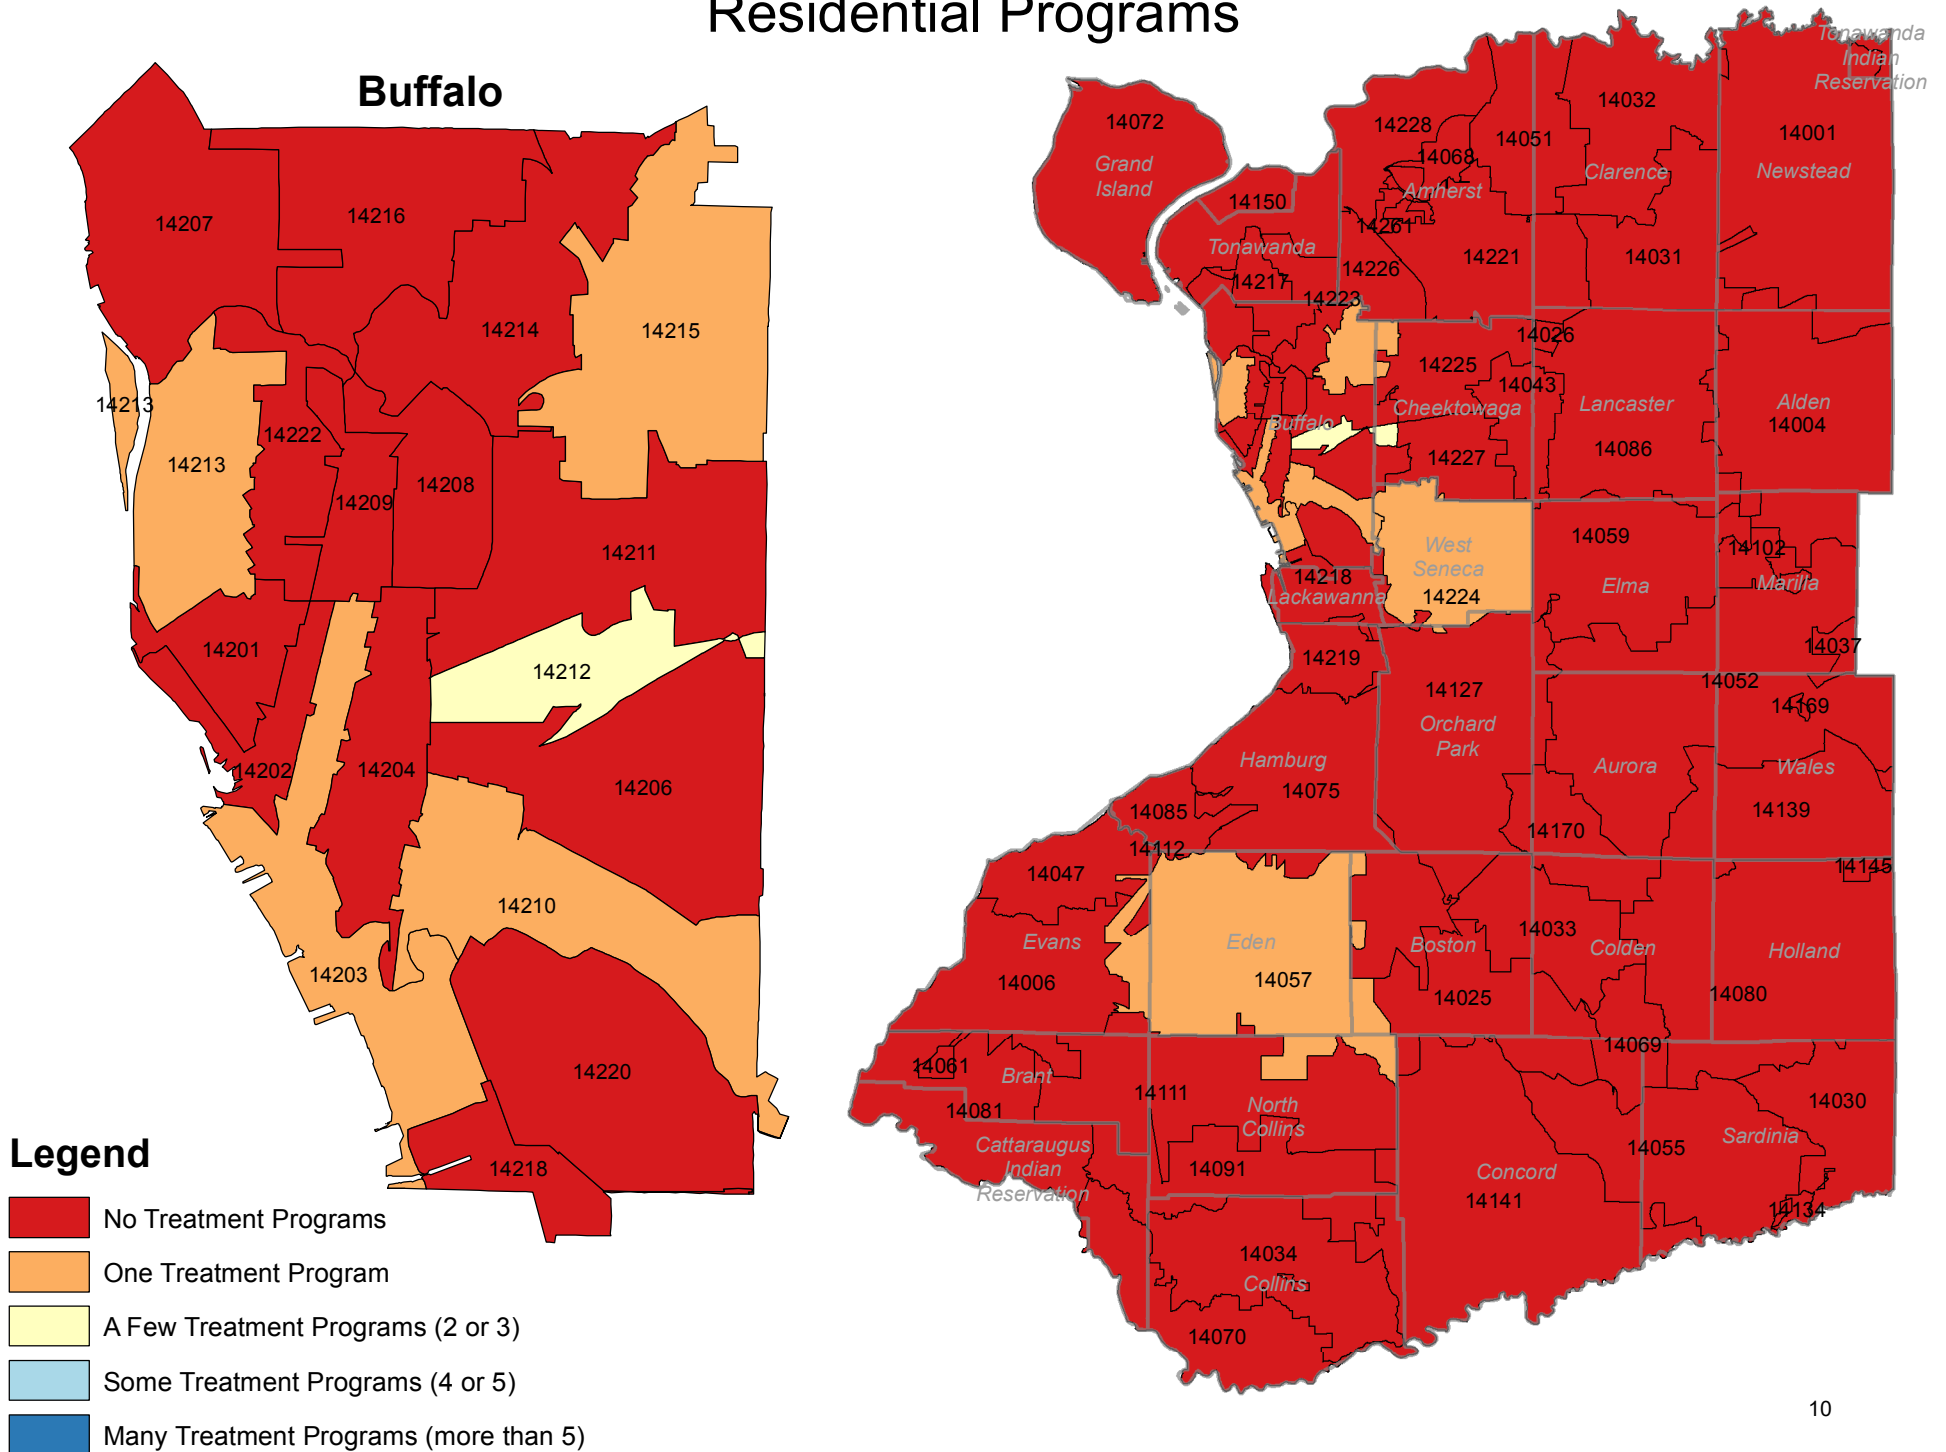 Residential Programs
Buffalo
14207
14216
14214
14215
14213
14213
14222
14209
14208
14211
14201
14212
14202
14204
14206
14210
14203
14220
14218
Legend
No Treatment Programs
One Treatment Program
A Few Treatment Programs (2 or 3)
Some Treatment Programs (4 or 5)
Many Treatment Programs (more than 5)
Tonawanda
Indian
Reservation
14072
Grand
Island
14228
14068
14051
14032
14001
Amherst
Clarence
Newstead
14150
14261
Tonawanda
14217
14226
14221
14031
14223
14026
14225
14043
Cheektowaga
Lancaster
Alden
14004
Buffalo
14227
14086
West
Seneca
14224
14059
Elma
14102
Marilla
14218
Lackawanna
14037
14219
14127
Orchard
Park
14052
14169
Hamburg
14075
Aurora
Wales
14085
14139
14170
14112
14047
14145
Evans
Eden
Boston
14033
Colden
Holland
14006
14057
14025
14080
14069
14061
Brant
14081
14111
North
Collins
14030
14055
Sardinia
Cattaraugus
Indian
Reservation
14091
Concord
14141
14134
14034
Collins
14070
10